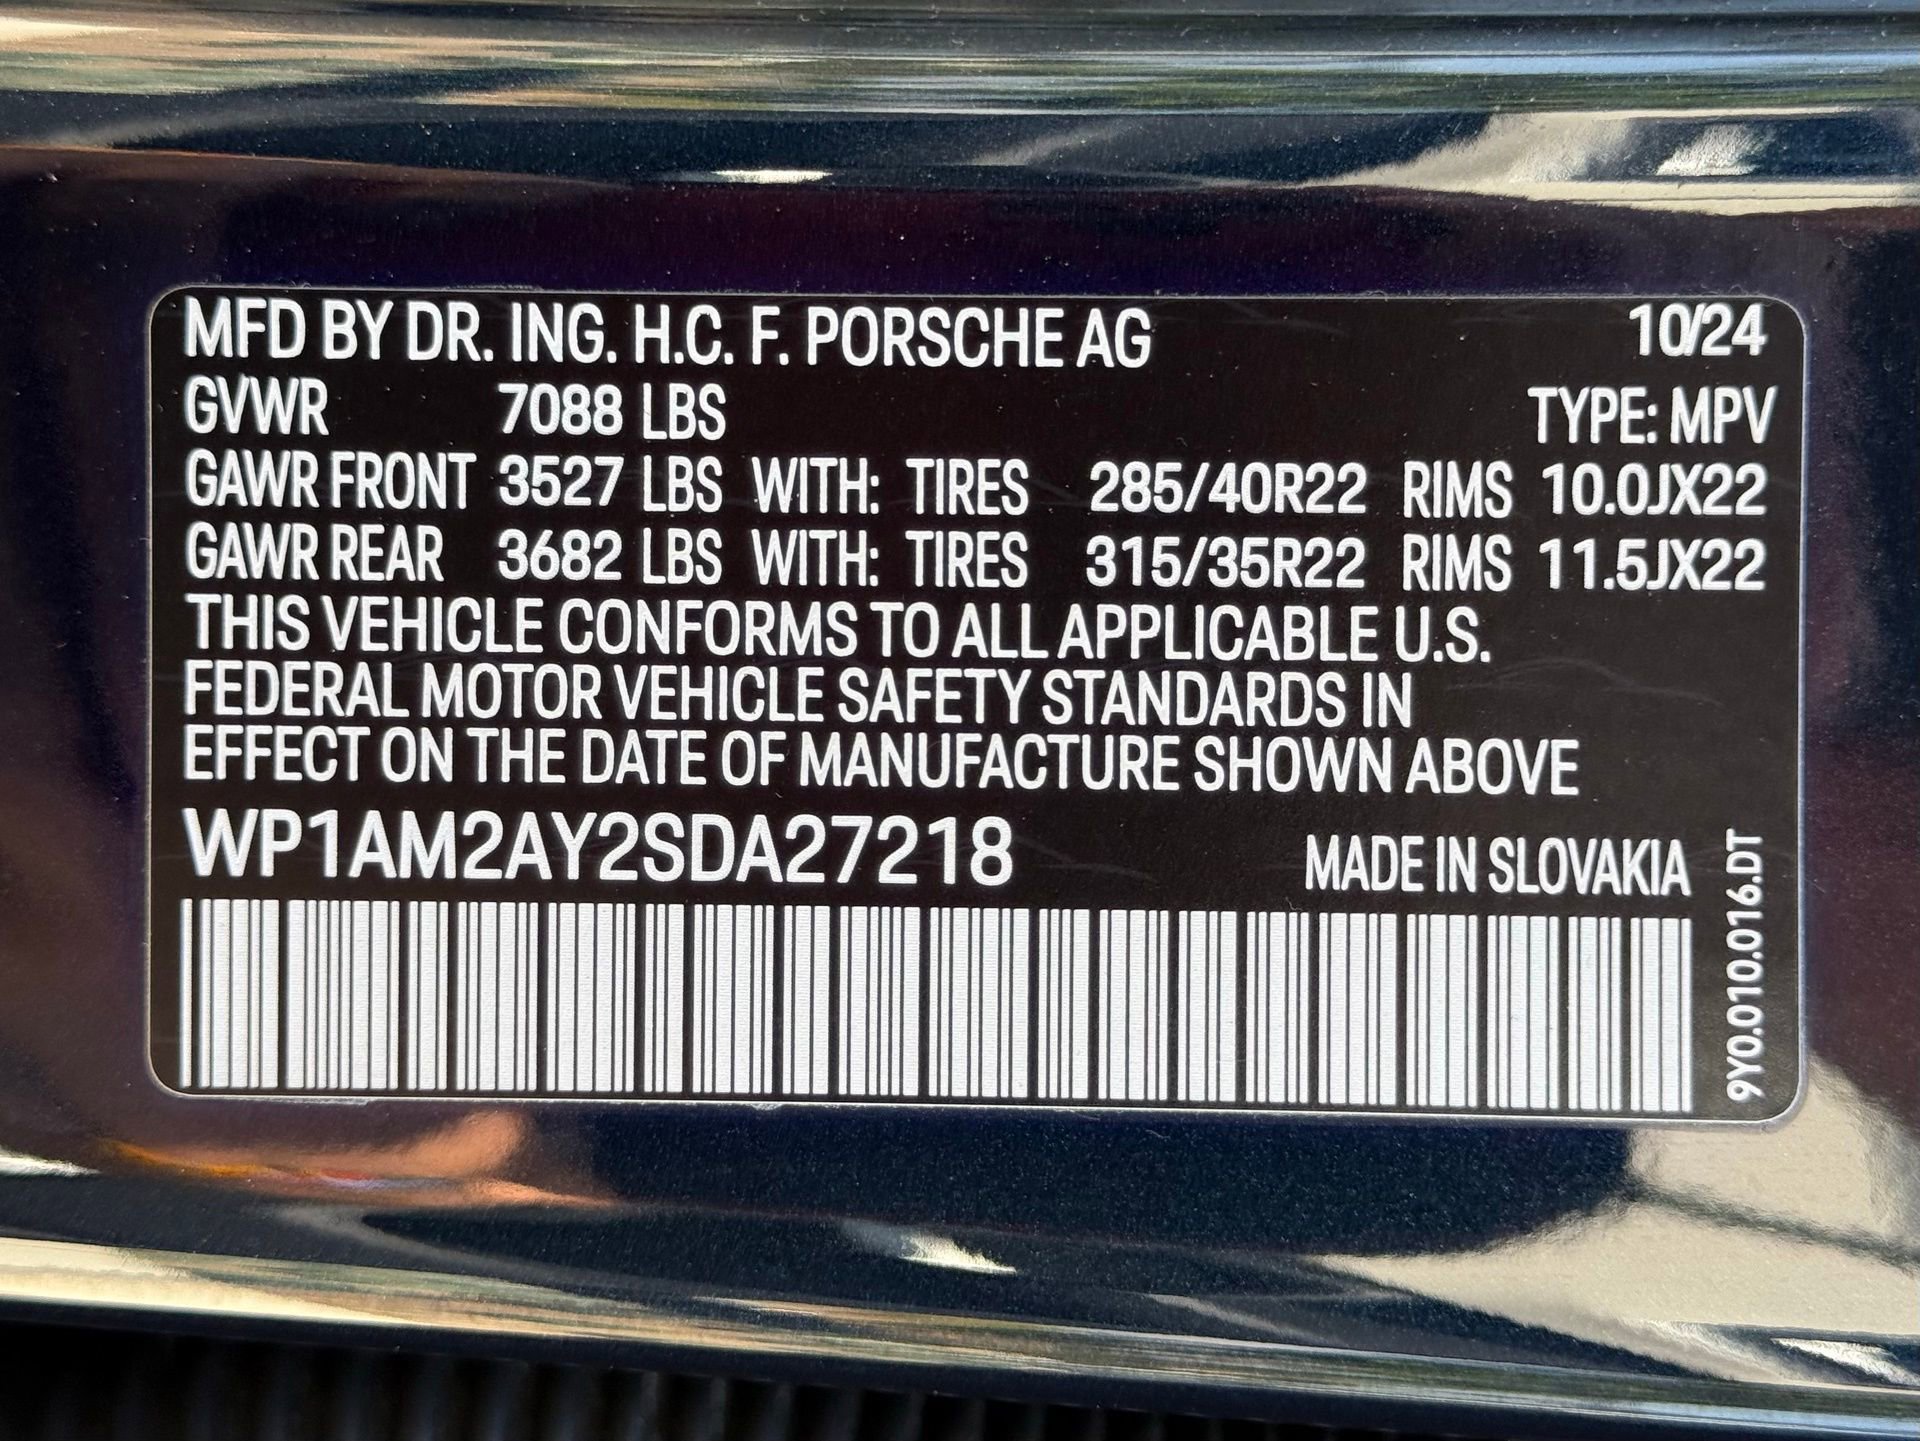 MFD BY DR. ING. H.C. F. PORSCHE AG 10/24
GVWR 7088 LBS TYPE: MPV
GAWR FRONT 3527 LBS WITH: TIRES 285/40R22 RIMS 10.0JX22
GAWR REAR 3682 LBS WITH: TIRES 315/35R22 RIMS 11.5JX22
THIS VEHICLE CONFORMS TO ALL APPLICABLE U.S.
FEDERAL MOTOR VEHICLE SAFETY STANDARDS IN
EFFECT ON THE DATE OF MANUFACTURE SHOWN ABOVE
WP1AM2AY2SDA27218 MADE IN SLOVAKIA
9Y0.010.016.DT